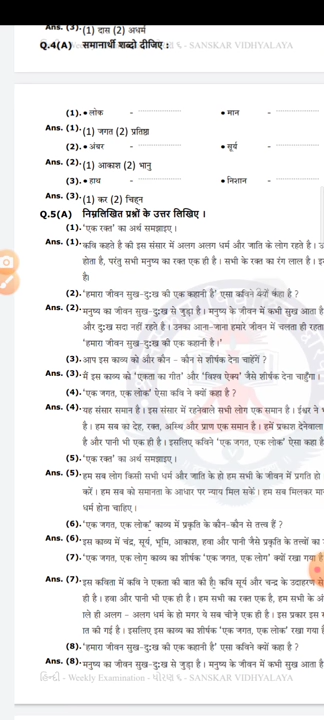 Ans. (3).(1) दास (2) अधर्म
Q.4(A) समानार्थी शब्दो दीजिए :
SANSKAR VIDHYALAYA
(1).• लोक - • मान -
Ans. (1).(1) जगत (2) प्रतिष्ठा
(2).• अंबर - • सूर्य -
Ans. (2).(1) आकाश (2) भानु
(3).• हाथ - • निशान -
Ans. (3).(1) कर (2) चिह्न
Q.5(A) निम्नलिखित प्रश्नों के उत्तर लिखिए ।
(1).'एक रक्त' का अर्थ समझाइए ।
Ans. (1).कवि कहते है की इस संसार में अलग अलग धर्म और जाति के लोग रहते है ।
होता है, परंतु सभी मनुष्य का रक्त एक ही है । सभी के रक्त का रंग लाल है ।
है।
(2).'हमारा जीवन सुख-दुःख की एक कहानी है' एसा कविने क्यों कहा है ?
Ans. (2).मनुष्य का जीवन सुख-दुःख से जुड़ा है । मनुष्य के जीवन में कभी सुख आता है
और दुःख सदा नहीं रहते है । उनका आना-जाना हमारे जीवन में चलता ही रहता
'हमारा जीवन सुख-दुःख की एक कहानी है ।'
(3).आप इस काव्य को और कौन - कौन से शीर्षक देना चाहेंगें ?
Ans. (3).मैं इस काव्य को 'एकता का गीत' और 'विश्व ऐक्य' जैसे शीर्षक देना चाहूँगा ।
(4).'एक जगत, एक लोक' ऐसा कवि ने क्यों कहा है ?
Ans. (4).यह संसार समान है । इस संसार में रहनेवाले सभी लोग एक समान है । ईश्वर ने
है । हम सब का देह, रक्त, अस्थि और प्राण एक समान है । हमें प्रकाश देनेवाला
है और पानी भी एक ही है । इसलिए कविने 'एक जगत, एक लोक' ऐसा कहा है
(5).'एक रक्त' का अर्थ समझाइए ।
Ans. (5).हम सब लोग किसी सभी धर्म और जाति के हो हम सभी के जीवन में प्रगति हो
करें । हम सब को समानता के आधार पर न्याय मिल सकें । हम सब मिलकर
धर्म होना चाहिए ।
(6).'एक जगत, एक लोक' काव्य में प्रकृति के कौन-कौन से तत्त्व हैं ?
Ans. (6).इस काव्य में चंद्र, सूर्य, भूमि, आकाश, हवा और पानी जैसे प्रकृति के तत्त्वों का
(7).'एक जगत, एक लोग' काव्य का शीर्षक 'एक जगत, एक लोग' क्यों रखा गया है
Ans. (7).इस कविता में कवि ने एकता की बात की है। कवि सूर्य और चन्द्र के उदाहरण से
ही है । हवा और पानी भी एक ही है । हम सभी का रक्त एक है, हम सभी के
ले ही अलग - अलग धर्म के हो मगर ये सब चीज़े एक ही है । इस प्रकार इस
त की गई है । इसलिए इस काव्य का शीर्षक 'एक जगत, एक लोक' रखा गया है
(8).'हमारा जीवन सुख-दुःख की एक कहानी है' एसा कविने क्यों कहा है ?
Ans. (8).मनुष्य का जीवन सुख-दुःख से जुड़ा है । मनुष्य के जीवन में कभी सुख आता है
હિન્દી - Weekly Examination - ધોરણ ૬ - SANSKAR VIDHYALAYA